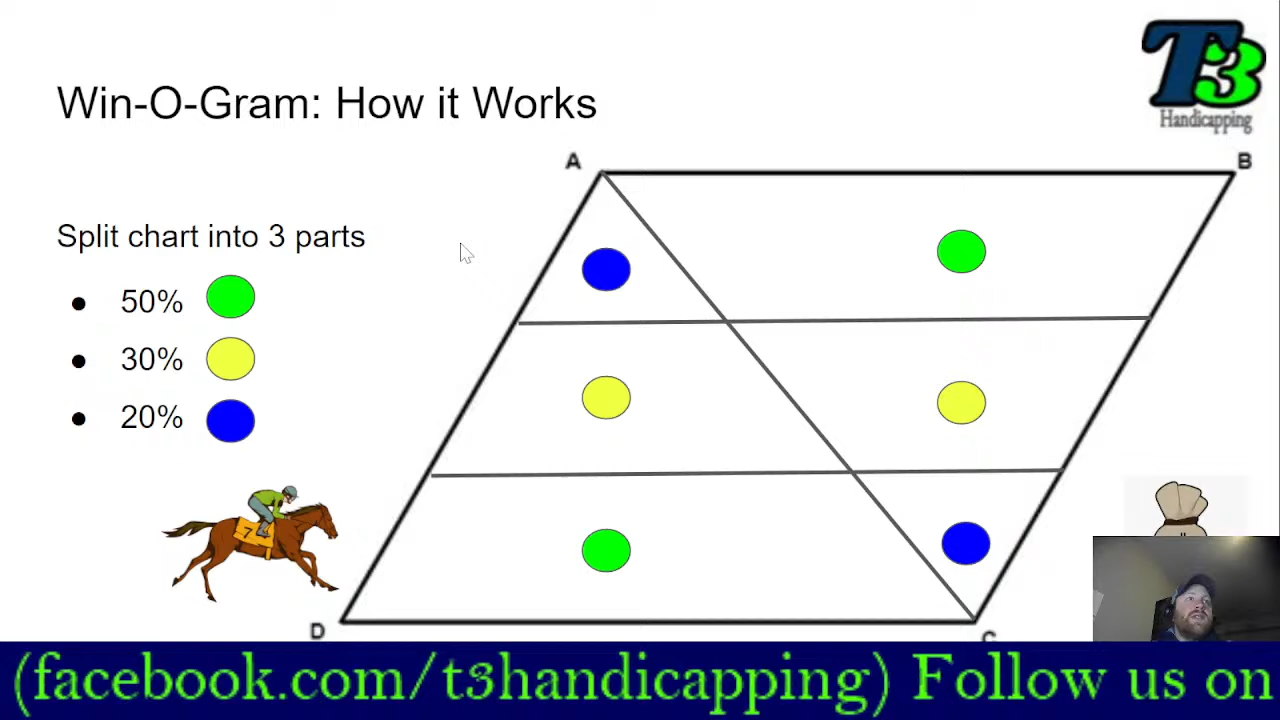 T3
Handicapping
Win-O-Gram: How it Works
A
B
Split chart into 3 parts
● 50%
● 30%
● 20%
7
D
C
(facebook.com/t3handicapping) Follow us on